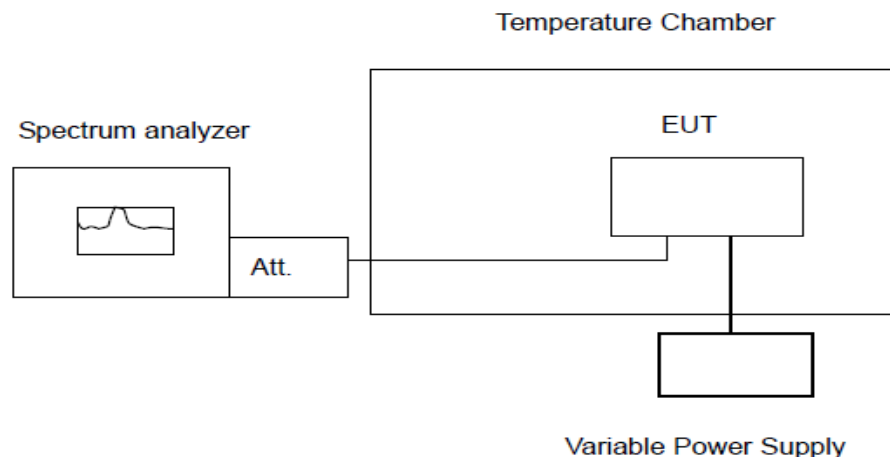 Temperature Chamber
Spectrum analyzer
EUT
Att.
Variable Power Supply